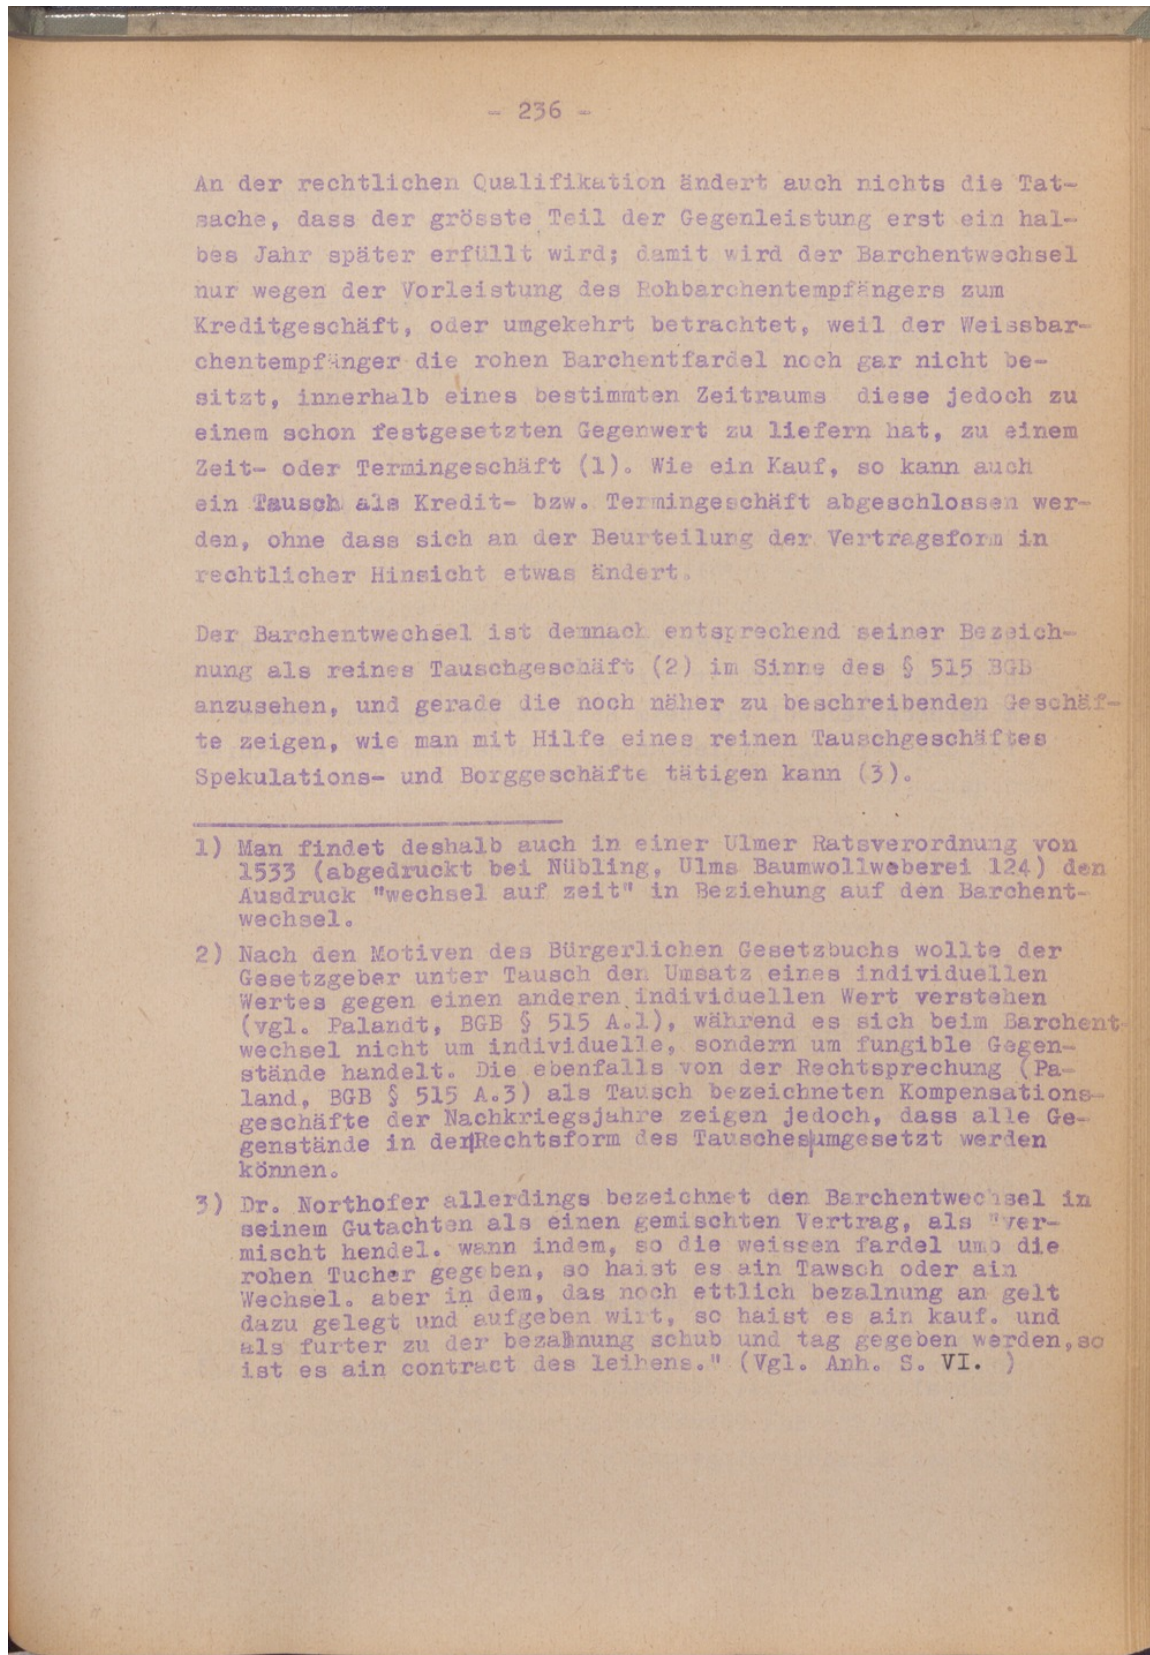 - 236 -
An der rechtlichen Qualifikation ändert auch nichts die Tat-
sache, dass der grösste Teil der Gegenleistung erst ein hal-
bes Jahr später erfüllt wird; damit wird der Barchentwechsel
nur wegen der Vorleistung des Rohbarchentempfängers zum
Kreditgeschäft, oder umgekehrt betrachtet, weil der Weissbar-
chentempfänger die rohen Barchentfardel noch gar nicht be-
sitzt, innerhalb eines bestimmten Zeitraums diese jedoch zu
einem schon festgesetzten Gegenwert zu liefern hat, zu einem
Zeit- oder Termingeschäft (1). Wie ein Kauf, so kann auch
ein Tausch als Kredit- bzw. Termingeschäft abgeschlossen wer-
den, ohne dass sich an der Beurteilung der Vertragsform in
rechtlicher Hinsicht etwas ändert.
Der Barchentwechsel ist demnach entsprechend seiner Bezeich-
nung als reines Tauschgeschäft (2) im Sinne des § 515 BGB
anzusehen, und gerade die noch näher zu beschreibenden Geschäf-
te zeigen, wie man mit Hilfe eines reinen Tauschgeschäftes
Spekulations- und Borggeschäfte tätigen kann (3).
1) Man findet deshalb auch in einer Ulmer Ratsverordnung von
1533 (abgedruckt bei Nübling, Ulms Baumwollweberei 124) den
Ausdruck "wechsel auf zeit" in Beziehung auf den Barchent-
wechsel.
2) Nach den Motiven des Bürgerlichen Gesetzbuchs wollte der
Gesetzgeber unter Tausch den Umsatz eines individuellen
Wertes gegen einen anderen individuellen Wert verstehen
(vgl. Palandt, BGB § 515 A.1), während es sich beim Barchent-
wechsel nicht um individuelle, sondern um fungible Gegen-
stände handelt. Die ebenfalls von der Rechtsprechung (Pa-
land, BGB § 515 A.3) als Tausch bezeichneten Kompensations-
geschäfte der Nachkriegsjahre zeigen jedoch, dass alle Ge-
genstände in der|Rechtsform des Tausches|umgesetzt werden
können.
3) Dr. Northofer allerdings bezeichnet den Barchentwechsel in
seinem Gutachten als einen gemischten Vertrag, als "ver-
mischt hendel. wann indem, so die weissen fardel umb die
rohen Tucher gegeben, so haist es ain Tawsch oder ain
Wechsel. aber in dem, das noch ettlich bezalnung an gelt
dazu gelegt und aufgeben wirt, so haist es ain kauf. und
als furter zu der bezalnung schub und tag gegeben werden,so
ist es ain contract des leihens." (Vgl. Anh. S. VI. )